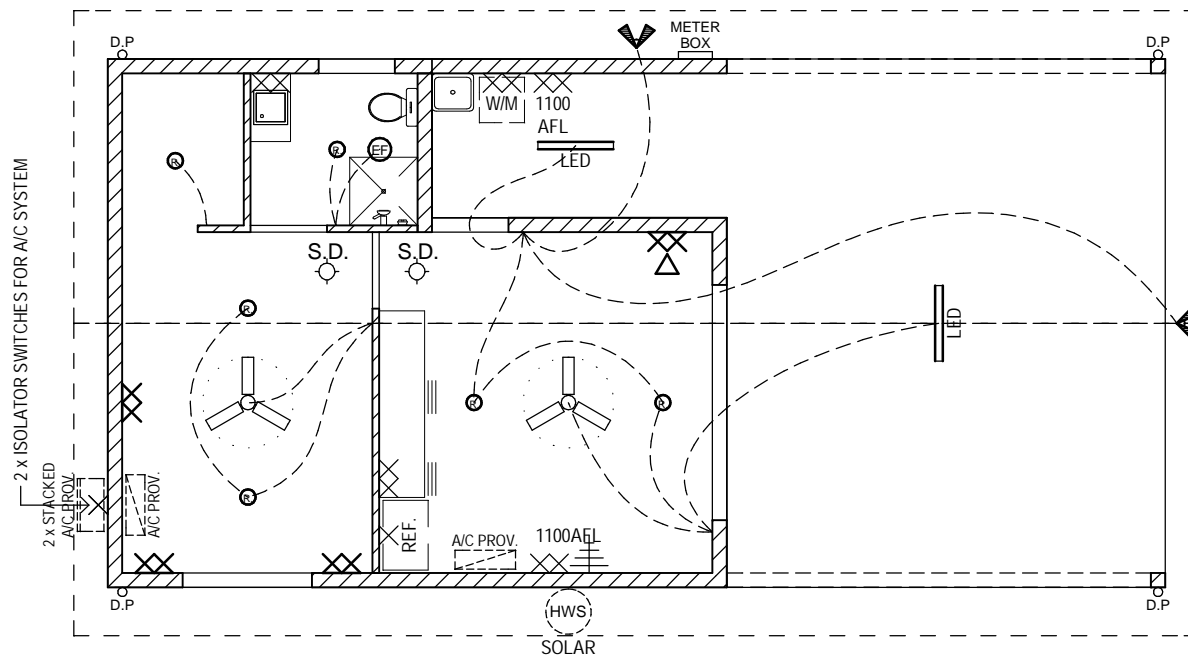 METER
BOX
D.P
D.P
W/M
1100
AFL
LED
R
R
EF
S.D.
S.D.
2 x ISOLATOR SWITCHES FOR A/C SYSTEM
R
LED
R
R
2 x STACKED
A/C PROV.
A/C PROV.
R
REF.
A/C PROV.
1100AFL
D.P
D.P
HWS
SOLAR